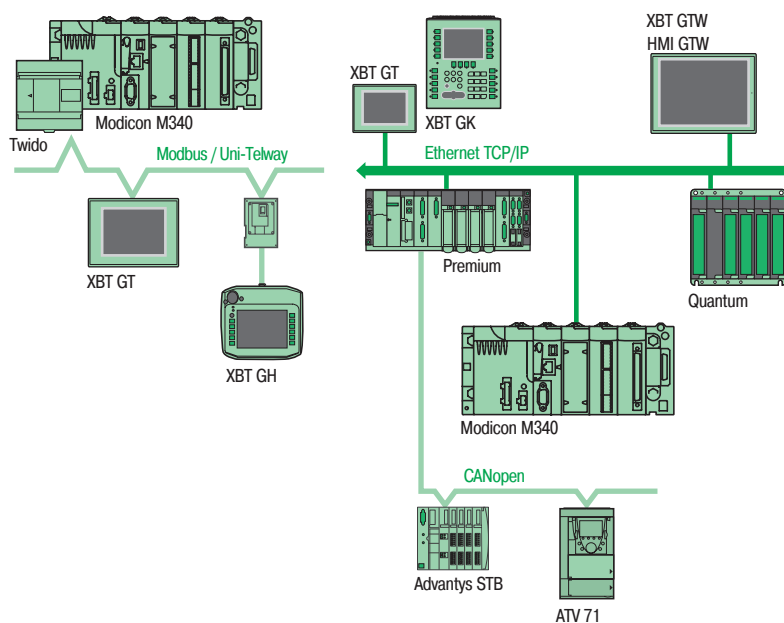 XBT GTW
HMI GTW
XBT GT
XBT GK
Modicon M340
Twido
Modbus / Uni-Telway
Ethernet TCP/IP
XBT GT
XBT GH
Premium
Quantum
Modicon M340
CANopen
Advantys STB
ATV 71